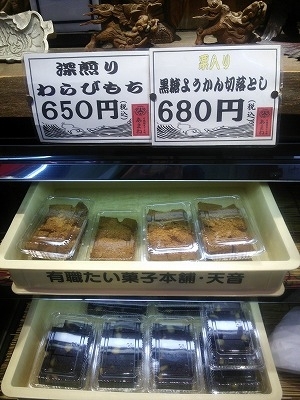 深煎り
わらびもち
650円
(税込)
栗入り
黒糖ようかん切落とし
680円
(税込)
有職たい菓子本舗・天音